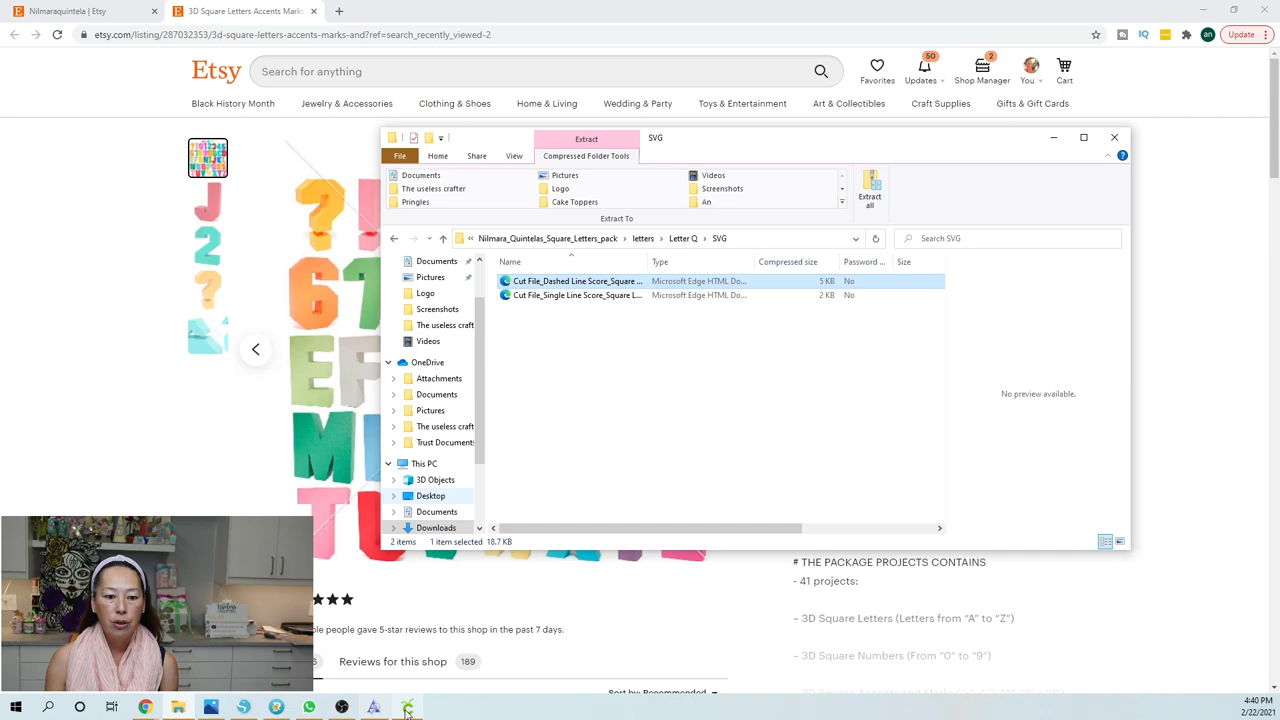 Nilmaraquintela | Etsy
3D Square Letters Accents Marks
etsy.com/listing/287032353/3d-square-letters-accents-marks-and?ref=search_recently_viewed-2
an
Update
Etsy
Search for anything
50
2
Favorites
Updates
Shop Manager
You
Cart
Black History Month
Jewelry & Accessories
Clothing & Shoes
Home & Living
Wedding & Party
Toys & Entertainment
Art & Collectibles
Craft Supplies
Gifts & Gift Cards
Extract
SVG
File
Home
Share
View
Compressed Folder Tools
Documents
Pictures
Videos
The useless crafter
Logo
Screenshots
Pringles
Cake Toppers
An
Extract all
Extract To
« Nilmara_Quintelas_Square_Letters_pack > letters > Letter Q > SVG
Search SVG
Name
Type
Compressed size
Password ...
Size
Cut File_Dashed Line Score_Square ...
Microsoft Edge HTML Do...
5 KB
No
Cut File_Single Line Score_Square L...
Microsoft Edge HTML Do...
2 KB
No
Documents
Pictures
Logo
Screenshots
The useless craft
Videos
OneDrive
Attachments
Documents
Pictures
The useless craft
Trust Documents
This PC
3D Objects
Desktop
Documents
Downloads
No preview available.
2 items
1 item selected 18.7 KB
# THE PACKAGE PROJECTS CONTAINS
- 41 projects:
– 3D Square Letters (Letters from “A” to “Z”)
– 3D Square Numbers (From “0” to “9”)
ple people gave 5-star reviews to this shop in the past 7 days.
Reviews for this shop
189
Sort by: Recommended
4:40 PM
2/22/2021